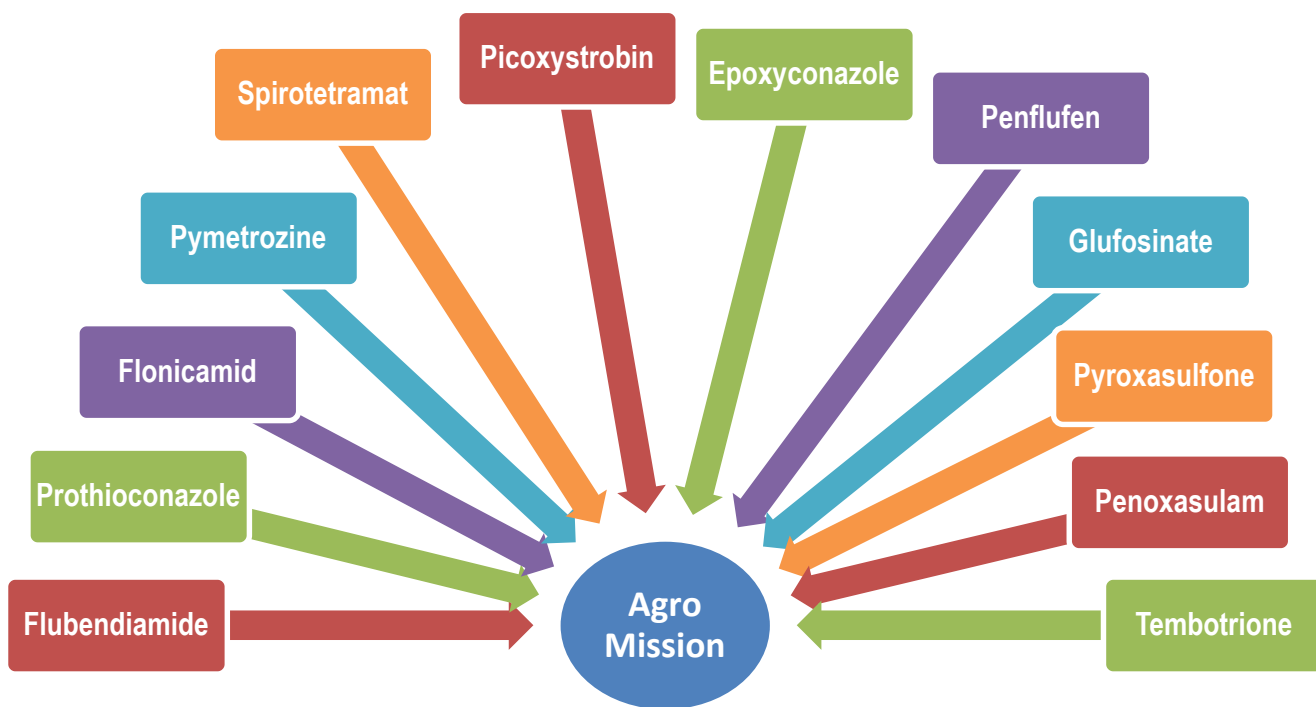 Picoxystrobin
Epoxyconazole
Spirotetramat
Penflufen
Pymetrozine
Glufosinate
Flonicamid
Pyroxasulfone
Prothioconazole
Penoxasulam
Flubendiamide
Agro
Mission
Tembotrione